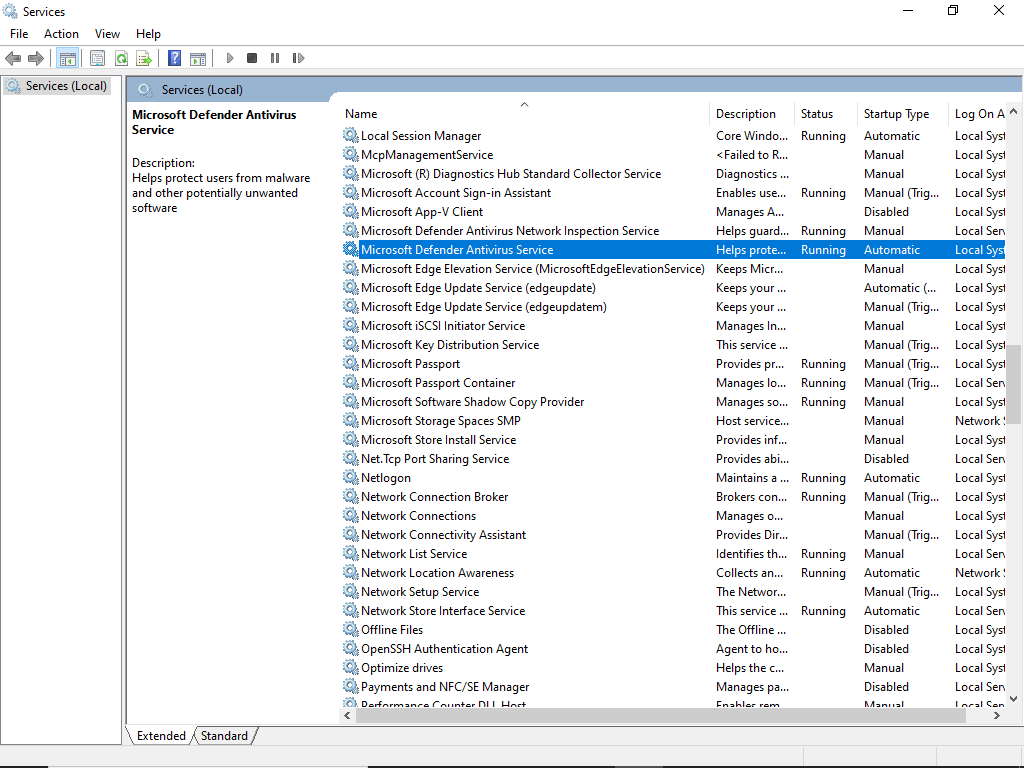 Services
File Action View Help
Services (Local)
Services (Local)
Microsoft Defender Antivirus
Service
Description:
Helps protect users from malware
and other potentially unwanted
software
Name Description Status Startup Type Log On A
Local Session Manager Core Windo... Running Automatic Local Syst
McpManagementService <Failed to R... Manual Local Syst
Microsoft (R) Diagnostics Hub Standard Collector Service Diagnostics ... Manual Local Syst
Microsoft Account Sign-in Assistant Enables use... Running Manual (Trig... Local Syst
Microsoft App-V Client Manages A... Disabled Local Syst
Microsoft Defender Antivirus Network Inspection Service Helps guard... Running Manual Local Serv
Microsoft Defender Antivirus Service Helps prote... Running Automatic Local Syst
Microsoft Edge Elevation Service (MicrosoftEdgeElevationService) Keeps Micr... Manual Local Syst
Microsoft Edge Update Service (edgeupdate) Keeps your ... Automatic (... Local Syst
Microsoft Edge Update Service (edgeupdatem) Keeps your ... Manual (Trig... Local Syst
Microsoft iSCSI Initiator Service Manages In... Manual Local Syst
Microsoft Key Distribution Service This service ... Manual (Trig... Local Syst
Microsoft Passport Provides pr... Running Manual (Trig... Local Syst
Microsoft Passport Container Manages lo... Running Manual (Trig... Local Serv
Microsoft Software Shadow Copy Provider Manages so... Running Manual Local Syst
Microsoft Storage Spaces SMP Host service... Manual Network S
Microsoft Store Install Service Provides inf... Manual Local Syst
Net.Tcp Port Sharing Service Provides abi... Disabled Local Serv
Netlogon Maintains a ... Running Automatic Local Syst
Network Connection Broker Brokers con... Running Manual (Trig... Local Syst
Network Connections Manages o... Manual Local Syst
Network Connectivity Assistant Provides Dir... Manual (Trig... Local Syst
Network List Service Identifies th... Running Manual Local Serv
Network Location Awareness Collects an... Running Automatic Network S
Network Setup Service The Networ... Manual (Trig... Local Syst
Network Store Interface Service This service ... Running Automatic Local Serv
Offline Files The Offline ... Disabled Local Syst
OpenSSH Authentication Agent Agent to ho... Disabled Local Syst
Optimize drives Helps the c... Manual Local Syst
Payments and NFC/SE Manager Manages pa... Disabled Local Serv
Performance Counter DLL Host Enables rem... Manual Local Serv
Extended Standard